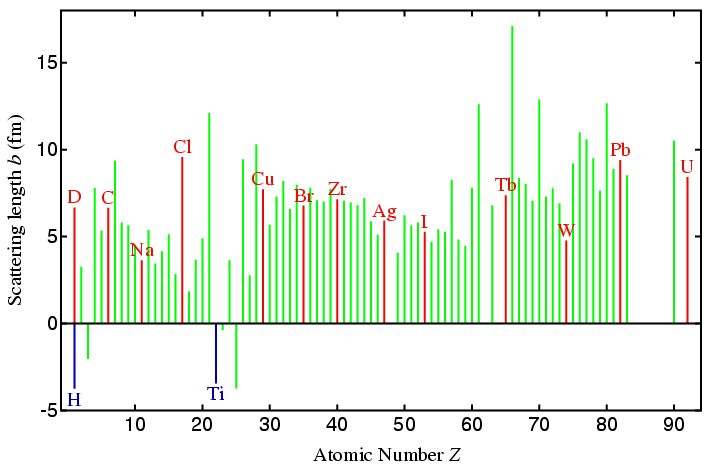 Scattering length b (fm)
15
10
5
0
-5
D
C
Na
Cl
Cu
Br
Zr
Ag
I
Tb
W
Pb
U
H
Ti
10 20 30 40 50 60 70 80 90
Atomic Number Z